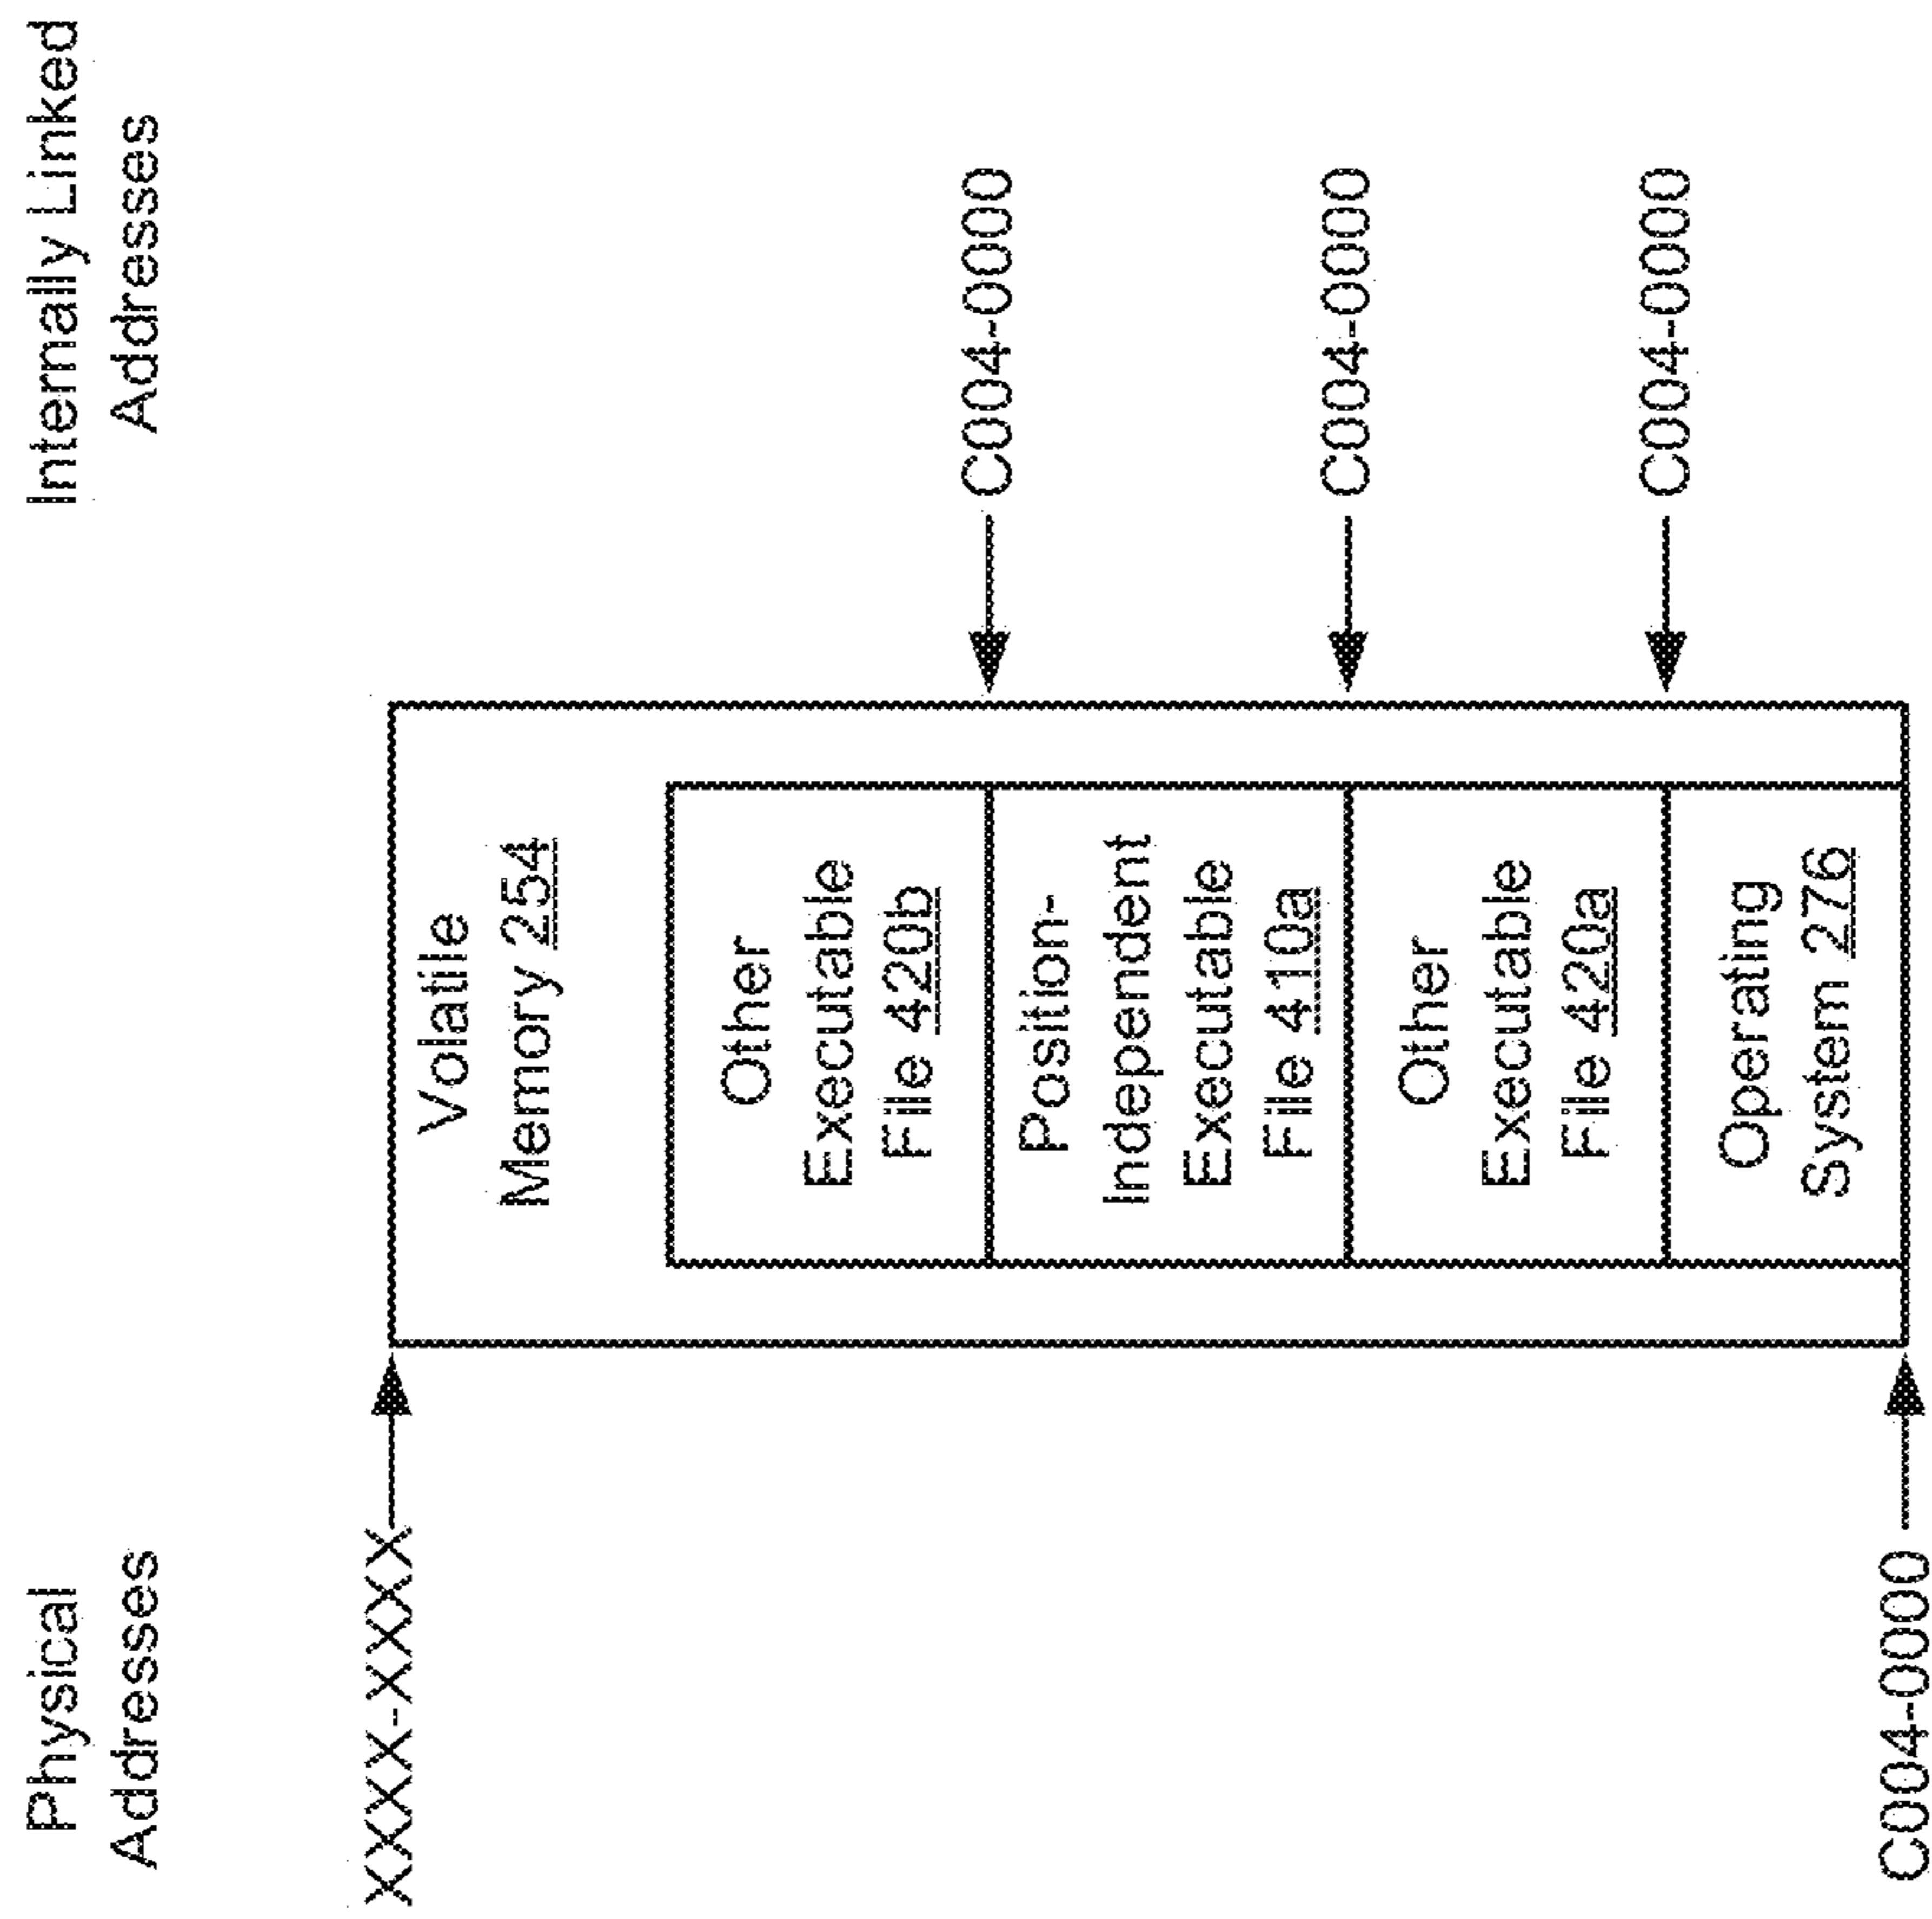 Physical
Addresses
Internally Linked
Addresses
XXXX-XXXX
Volatile
Memory 254
Other
Executable
File 420b
C004-0000
Position-
Independent
Executable
File 410a
C004-0000
Other
Executable
File 420a
C004-0000
Operating
System 276
C004-0000